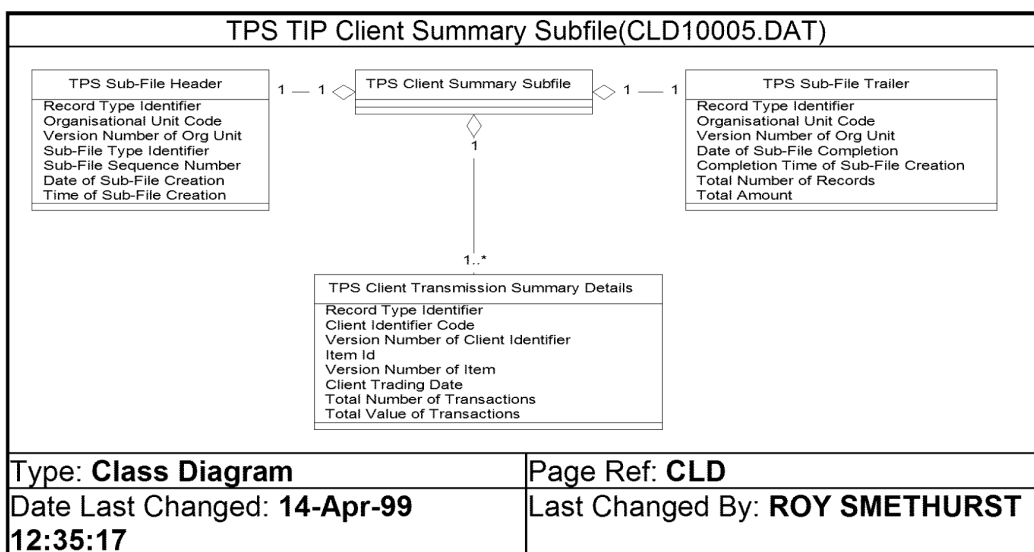 TPS TIP Client Summary Subfile(CLD10005.DAT)
TPS Sub-File Header
Record Type Identifier
Organisational Unit Code
Version Number of Org Unit
Sub-File Type Identifier
Sub-File Sequence Number
Date of Sub-File Creation
Time of Sub-File Creation
1 1
TPS Client Summary Subfile
1 1
TPS Sub-File Trailer
Record Type Identifier
Organisational Unit Code
Version Number of Org Unit
Date of Sub-File Completion
Completion Time of Sub-File Creation
Total Number of Records
Total Amount
1
1..*
TPS Client Transmission Summary Details
Record Type Identifier
Client Identifier Code
Version Number of Client Identifier
Item Id
Version Number of Item
Client Trading Date
Total Number of Transactions
Total Value of Transactions
Type: Class Diagram
Page Ref: CLD
Date Last Changed: 14-Apr-99
12:35:17
Last Changed By: ROY SMETHURST